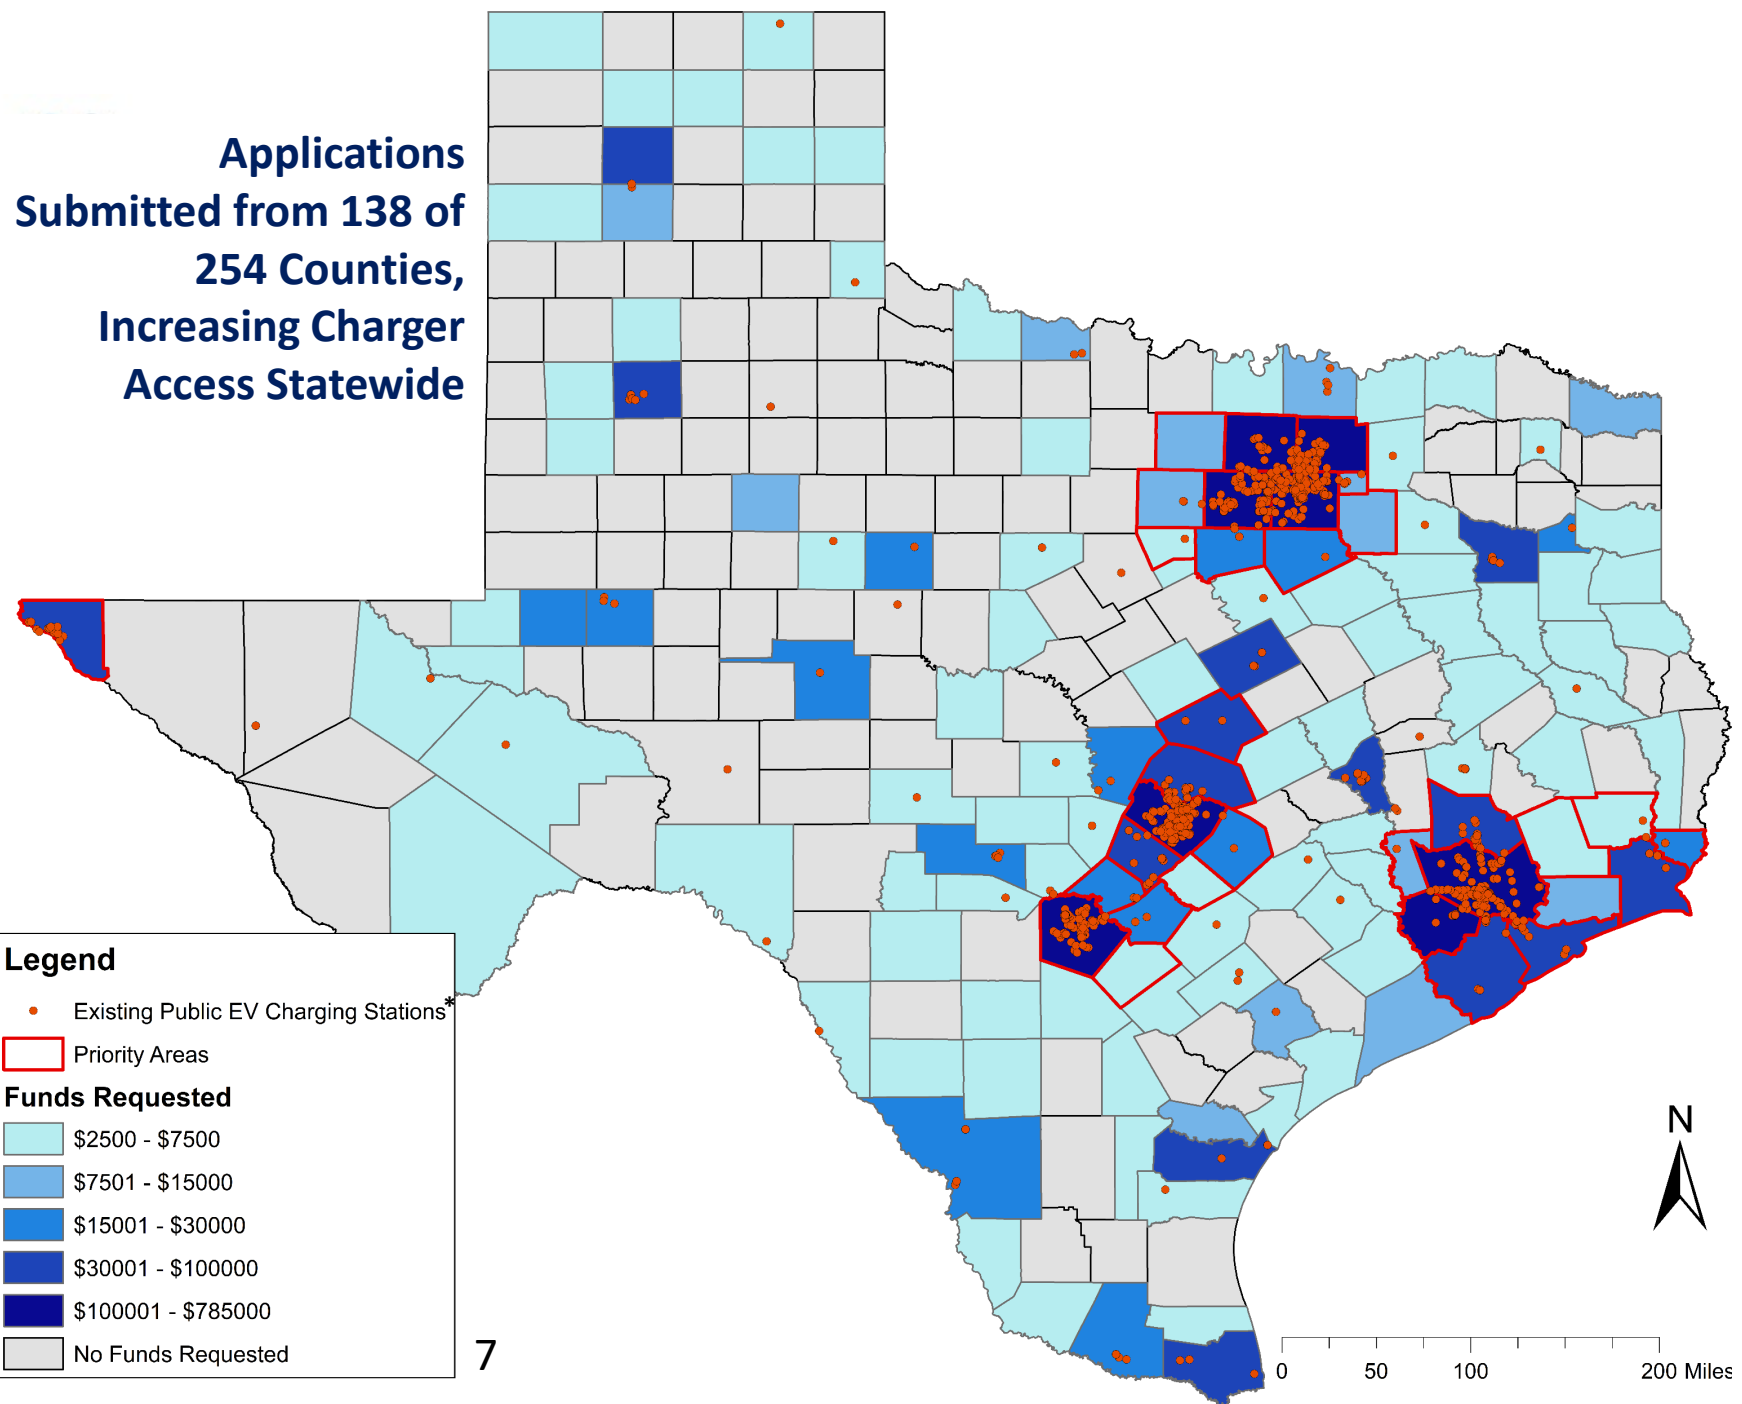 Applications
Submitted from 138 of
254 Counties,
Increasing Charger
Access Statewide
Legend
Existing Public EV Charging Stations*
Priority Areas
Funds Requested
$2500 - $7500
$7501 - $15000
$15001 - $30000
$30001 - $100000
$100001 - $785000
No Funds Requested
7
N
0 50 100 200 Miles